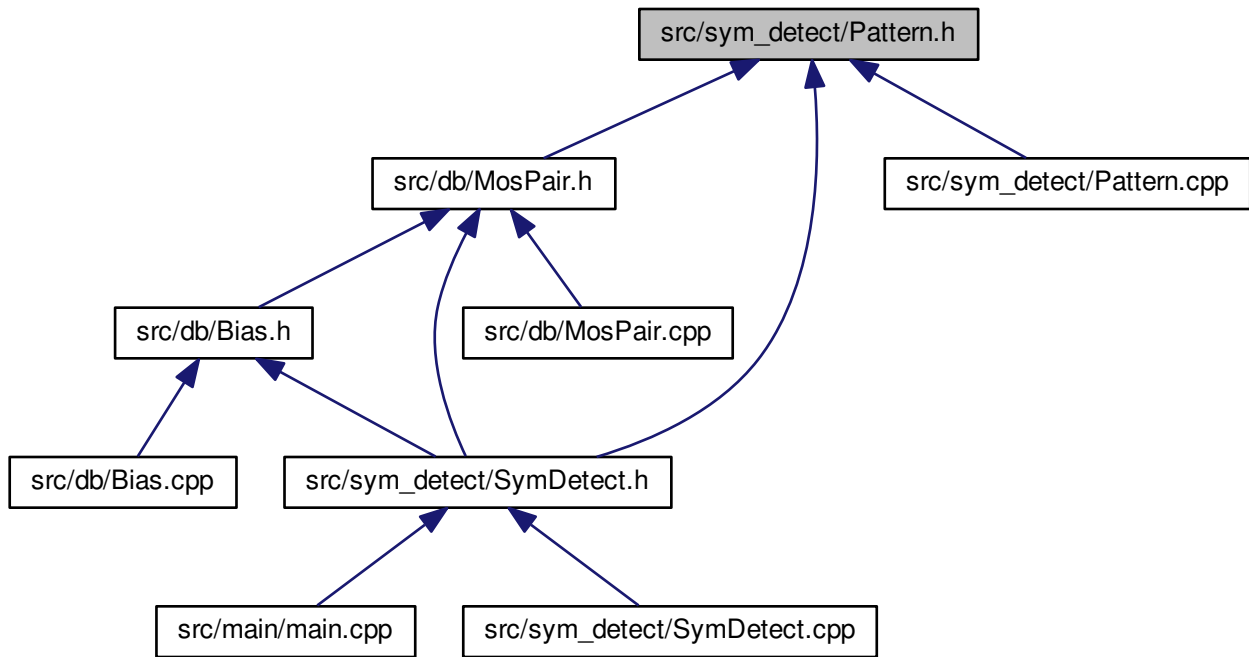 src/sym_detect/Pattern.h
src/db/MosPair.h
src/sym_detect/Pattern.cpp
src/db/Bias.h
src/db/MosPair.cpp
src/db/Bias.cpp
src/sym_detect/SymDetect.h
src/main/main.cpp
src/sym_detect/SymDetect.cpp